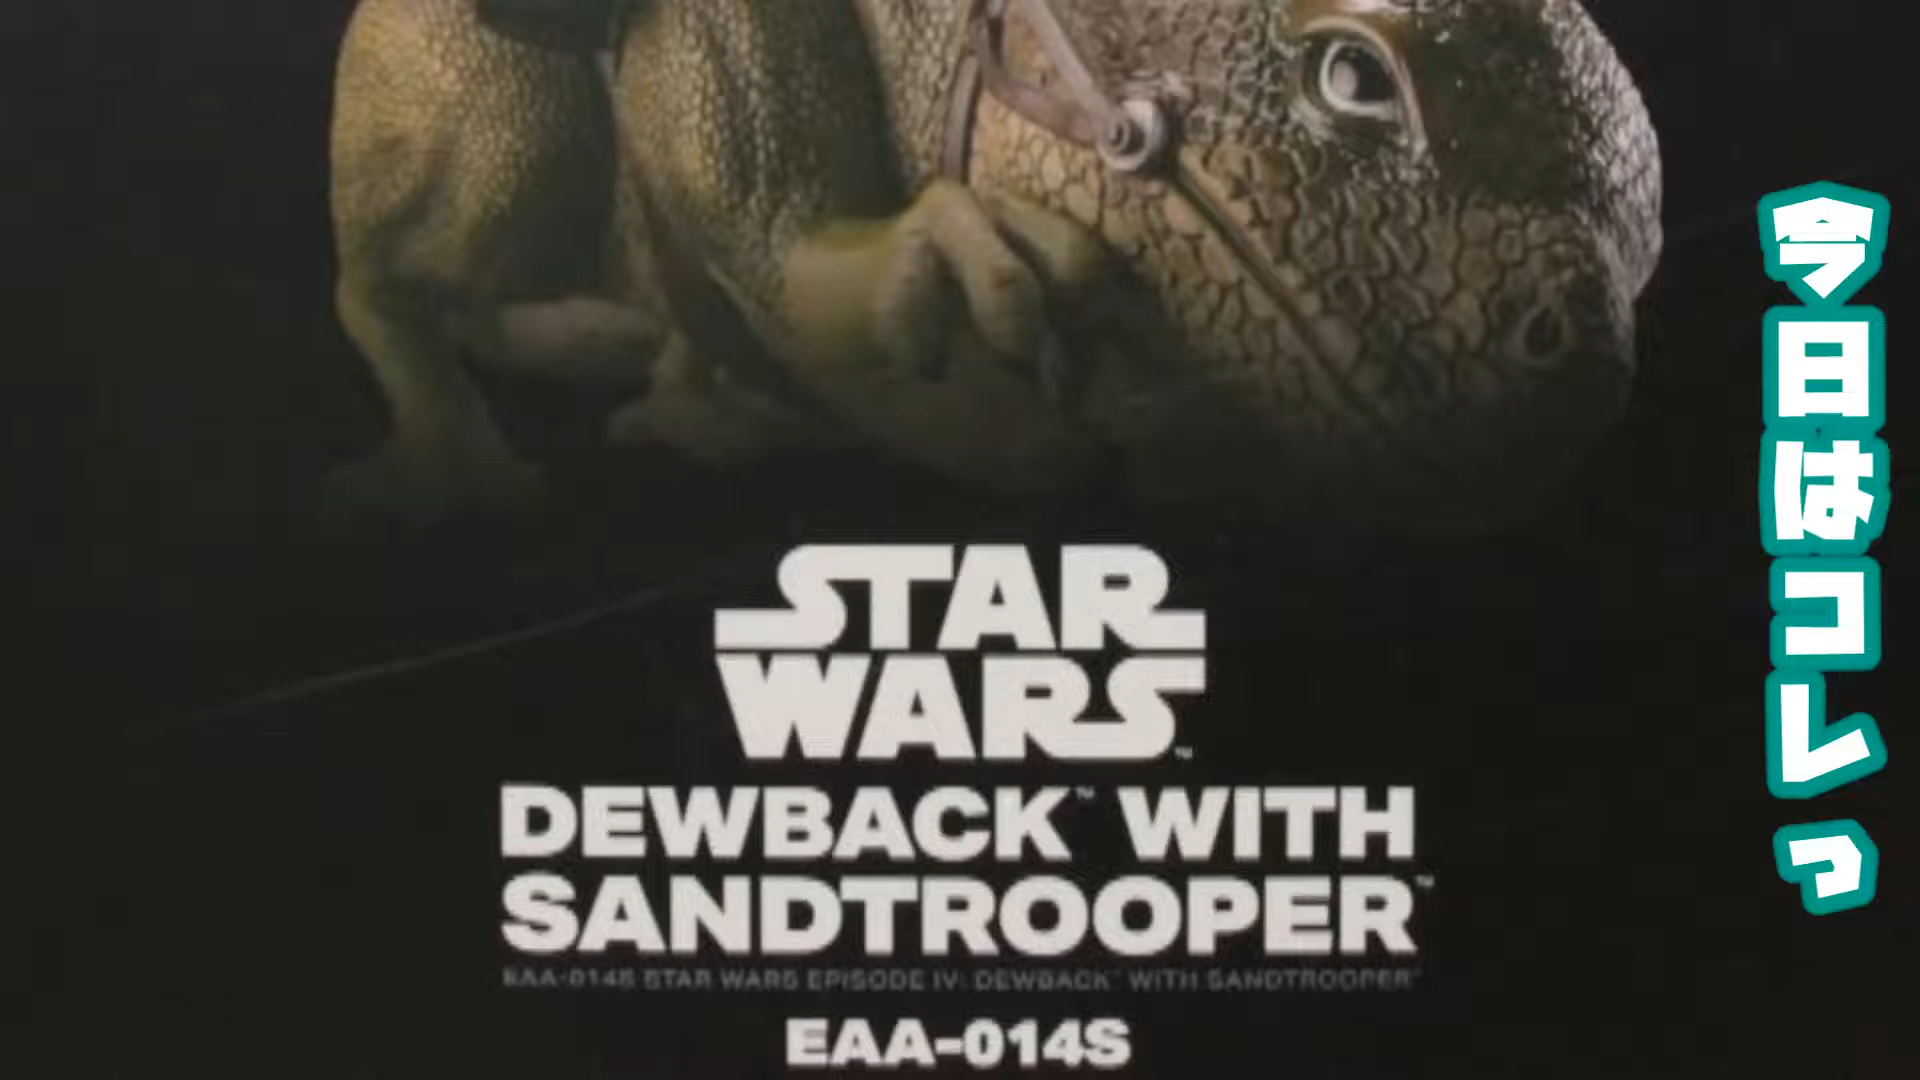 STAR
WARS™
DEWBACK™ WITH
SANDTROOPER™
EAA-014S STAR WARS EPISODE IV: DEWBACK™ WITH SANDTROOPER™
EAA-014S
今日はコレっ